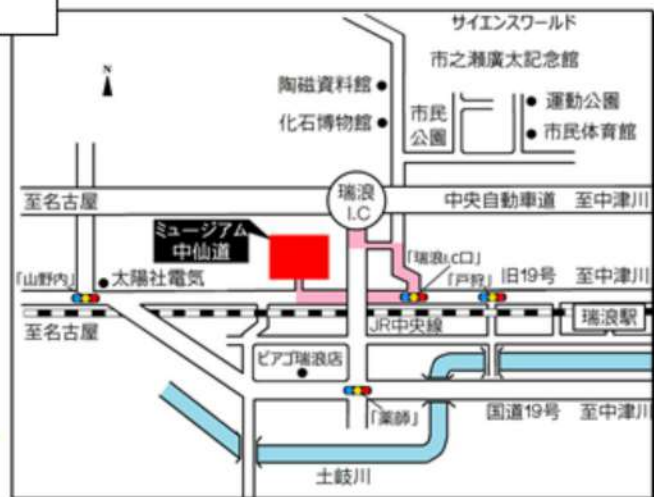 サイエンスワールド
市之瀬廣太記念館
N
陶磁資料館
運動公園
市民
公園
化石博物館
市民体育館
瑞浪
I.C
至名古屋
中央自動車道 至中津川
ミュージアム
中仙道
「瑞浪I.C口」
「山野内」
太陽社電気
「戸狩」
旧19号 至中津川
至名古屋
JR中央線
瑞浪駅
ピアゴ瑞浪店
「薬師」
国道19号 至中津川
土岐川